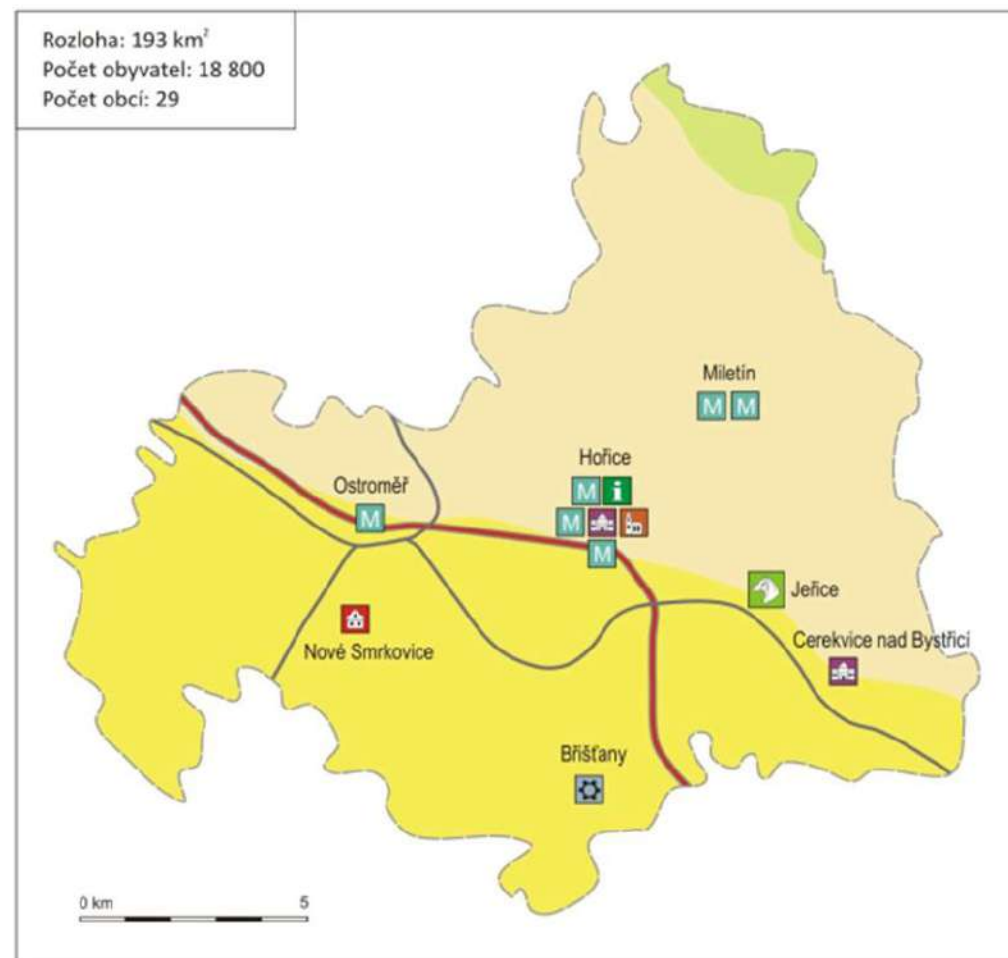 Rozloha: 193 km²
Počet obyvatel: 18 800
Počet obcí: 29
Miletín
M M
Hořice
M i
Ostroměř
M
M
M
Jeřice
Nové Smrkovice
Cerekvice nad Bystřicí
Bříšťany
0 km 5